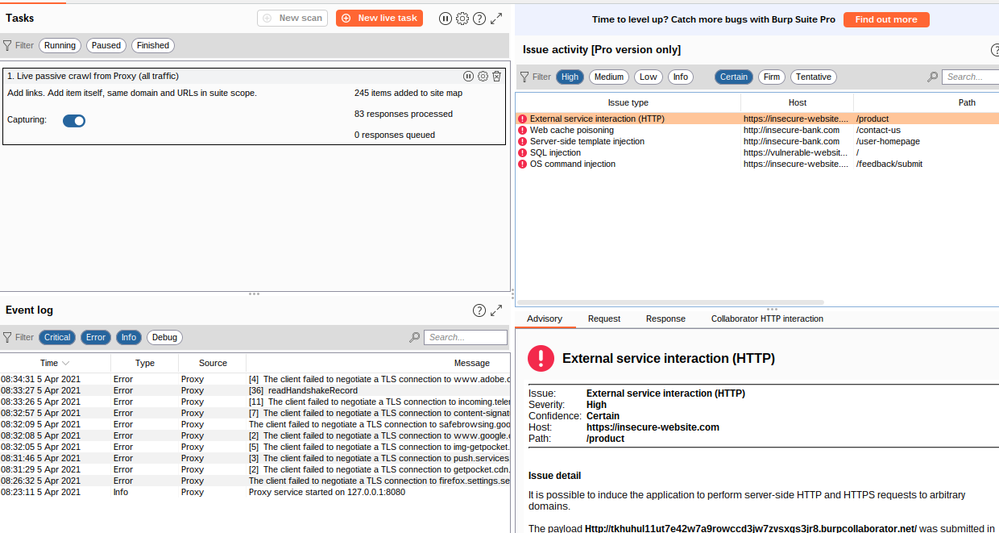 Tasks
New scan
New live task
Filter Running Paused Finished
1. Live passive crawl from Proxy (all traffic)
Add links. Add item itself, same domain and URLs in suite scope.
245 items added to site map
83 responses processed
Capturing:
0 responses queued
Event log
Filter Critical Error Info Debug Search...
Time Type Source Message
08:34:31 5 Apr 2021 Error Proxy [4] The client failed to negotiate a TLS connection to www.adobe.c
08:33:27 5 Apr 2021 Error Proxy [36] readHandshakeRecord
08:33:26 5 Apr 2021 Error Proxy [11] The client failed to negotiate a TLS connection to incoming.teler
08:32:57 5 Apr 2021 Error Proxy [7] The client failed to negotiate a TLS connection to content-signat
08:32:09 5 Apr 2021 Error Proxy The client failed to negotiate a TLS connection to safebrowsing.goo
08:32:08 5 Apr 2021 Error Proxy [2] The client failed to negotiate a TLS connection to www.google.c
08:32:05 5 Apr 2021 Error Proxy [5] The client failed to negotiate a TLS connection to img-getpocket.
08:31:46 5 Apr 2021 Error Proxy [3] The client failed to negotiate a TLS connection to push.services
08:31:29 5 Apr 2021 Error Proxy [2] The client failed to negotiate a TLS connection to getpocket.cdn.
08:26:32 5 Apr 2021 Error Proxy The client failed to negotiate a TLS connection to firefox.settings.se
08:23:11 5 Apr 2021 Info Proxy Proxy service started on 127.0.0.1:8080
Time to level up? Catch more bugs with Burp Suite Pro Find out more
Issue activity [Pro version only]
Filter High Medium Low Info Certain Firm Tentative Search...
Issue type Host Path
External service interaction (HTTP) https://insecure-website.... /product
Web cache poisoning http://insecure-bank.com /contact-us
Server-side template injection http://insecure-bank.com /user-homepage
SQL injection https://vulnerable-websit... /
OS command injection https://insecure-website.... /feedback/submit
Advisory Request Response Collaborator HTTP interaction
External service interaction (HTTP)
Issue: External service interaction (HTTP)
Severity: High
Confidence: Certain
Host: https://insecure-website.com
Path: /product
Issue detail
It is possible to induce the application to perform server-side HTTP and HTTPS requests to arbitrary
domains.
The payload Http://tkhuhul11ut7e42w7a9rowccd3jw7zvsxgs3jr8.burpcollaborator.net/ was submitted in